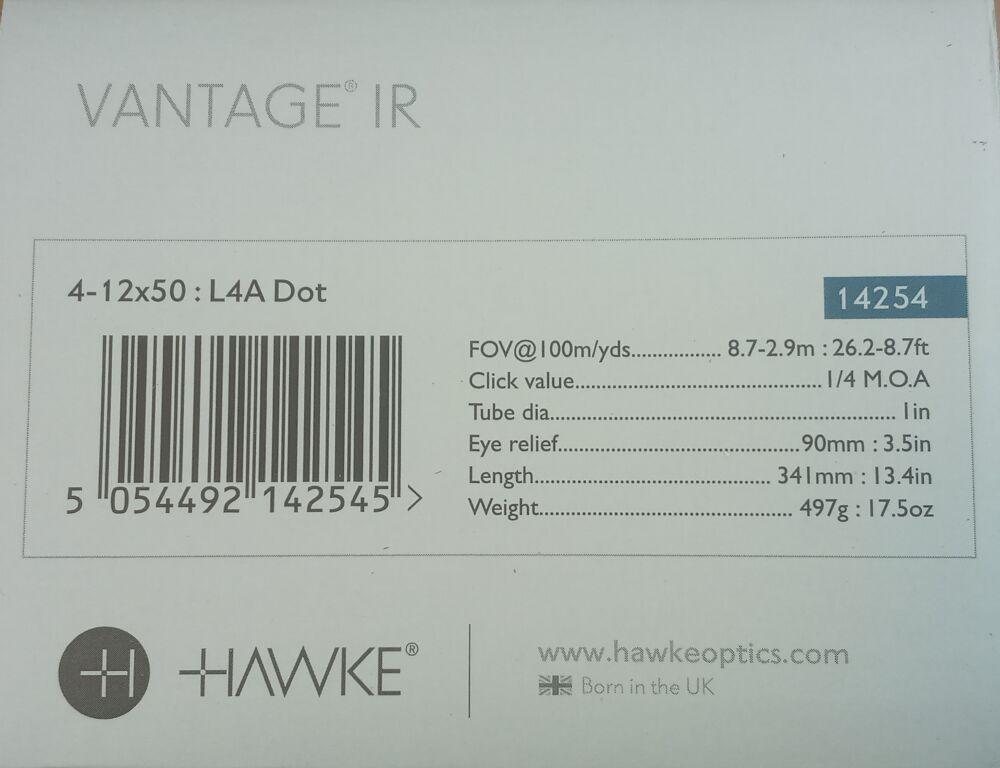 VANTAGE® IR
4-12x50 : L4A Dot
14254
FOV@100m/yds................ 8.7-2.9m : 26.2-8.7ft
Click value............................................ 1/4 M.O.A
Tube dia............................................................. 1in
Eye relief...........................................90mm : 3.5in
Length.......................................... 341mm : 13.4in
Weight............................................. 497g : 17.5oz
5 054492 142545 >
HAWKE®
www.hawkeoptics.com
Born in the UK